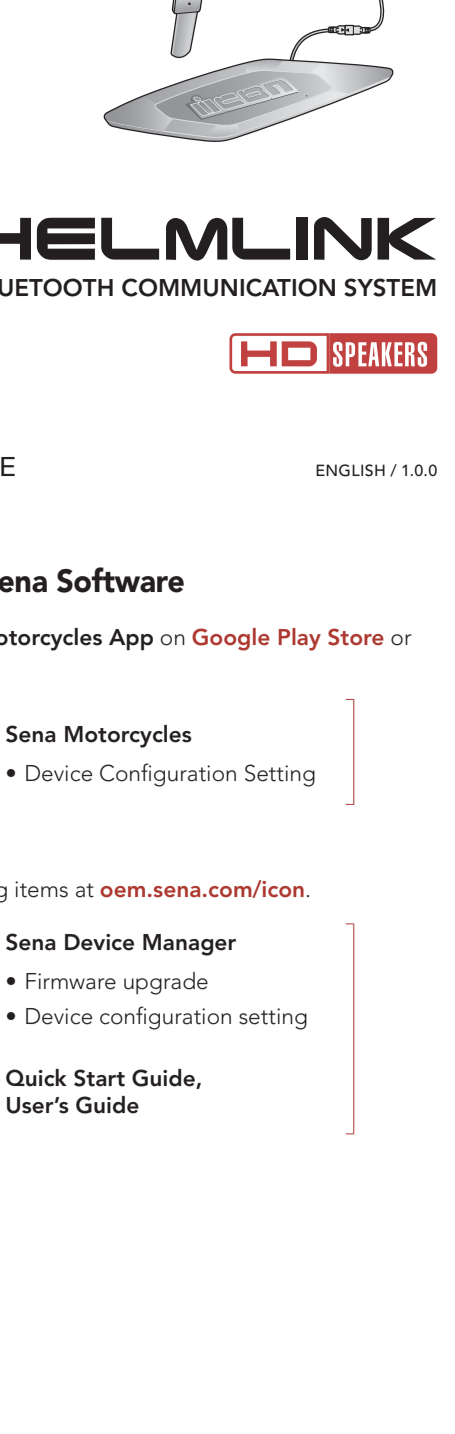 icon
HELMLINK
UETOOTH COMMUNICATION SYSTEM
HD SPEAKERS
E
ENGLISH / 1.0.0
ena Software
otorcycles App on Google Play Store or
Sena Motorcycles
• Device Configuration Setting
g items at oem.sena.com/icon.
Sena Device Manager
• Firmware upgrade
• Device configuration setting
Quick Start Guide,
User’s Guide